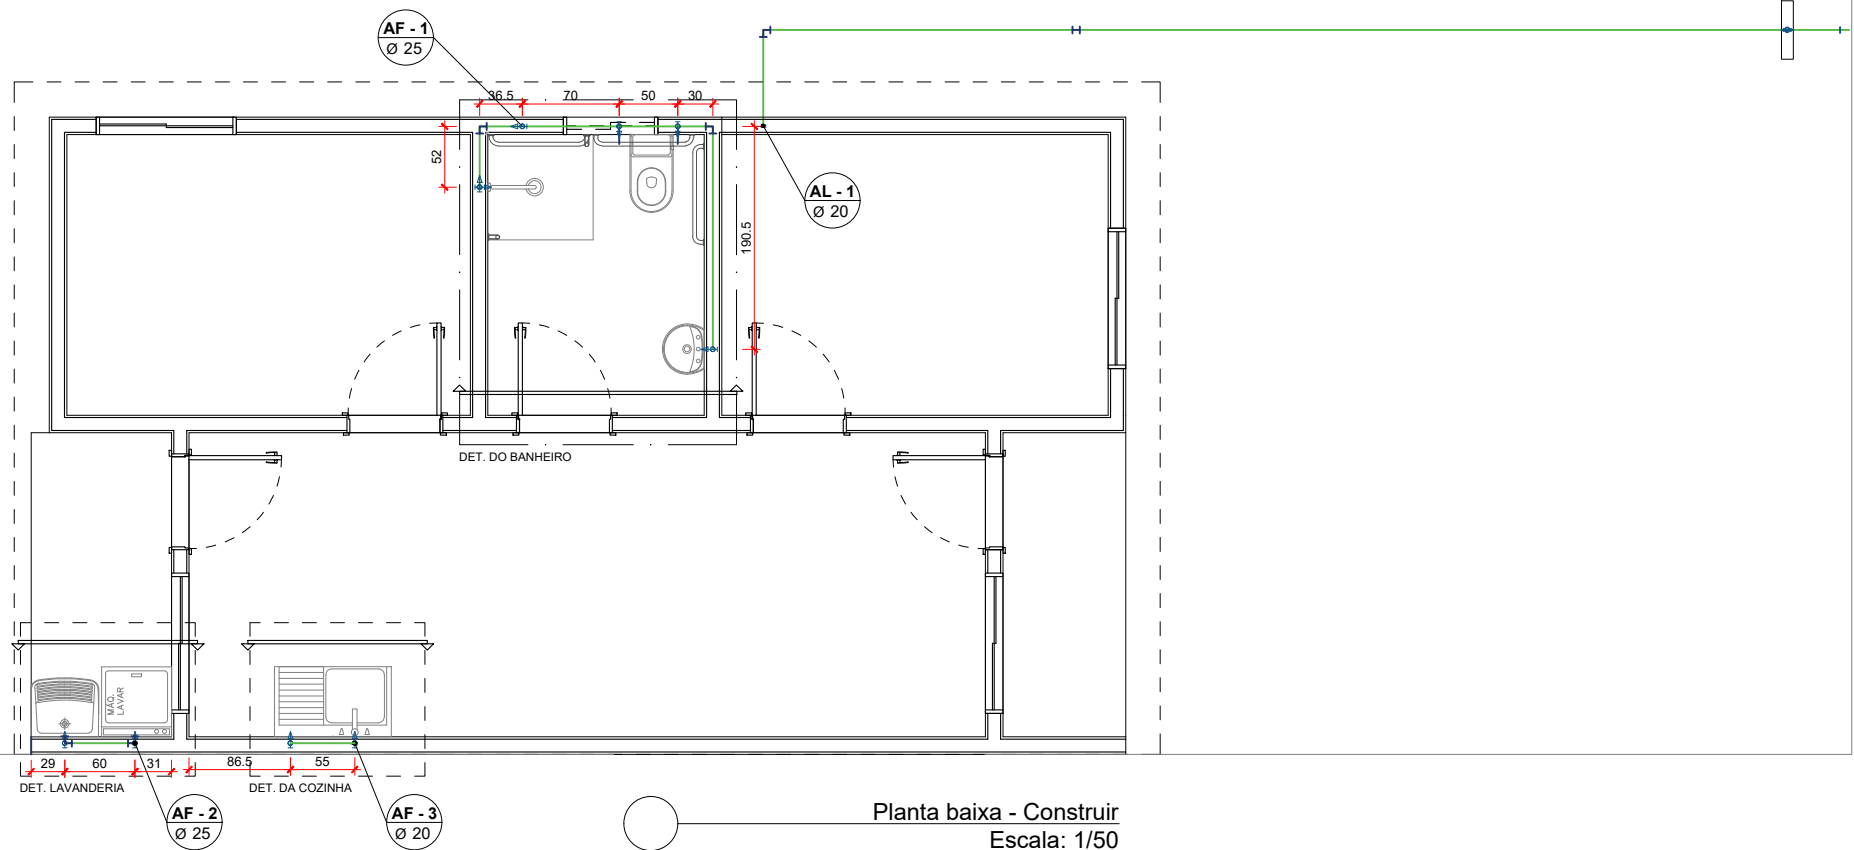 AF - 1
Ø 25
36.5
70
50
30
52
AL - 1
Ø 20
190.5
DET. DO BANHEIRO
MÁQ.
LAVAR
29
60
31
86.5
55
DET. LAVANDERIA
DET. DA COZINHA
AF - 2
Ø 25
AF - 3
Ø 20
Planta baixa - Construir
Escala: 1/50